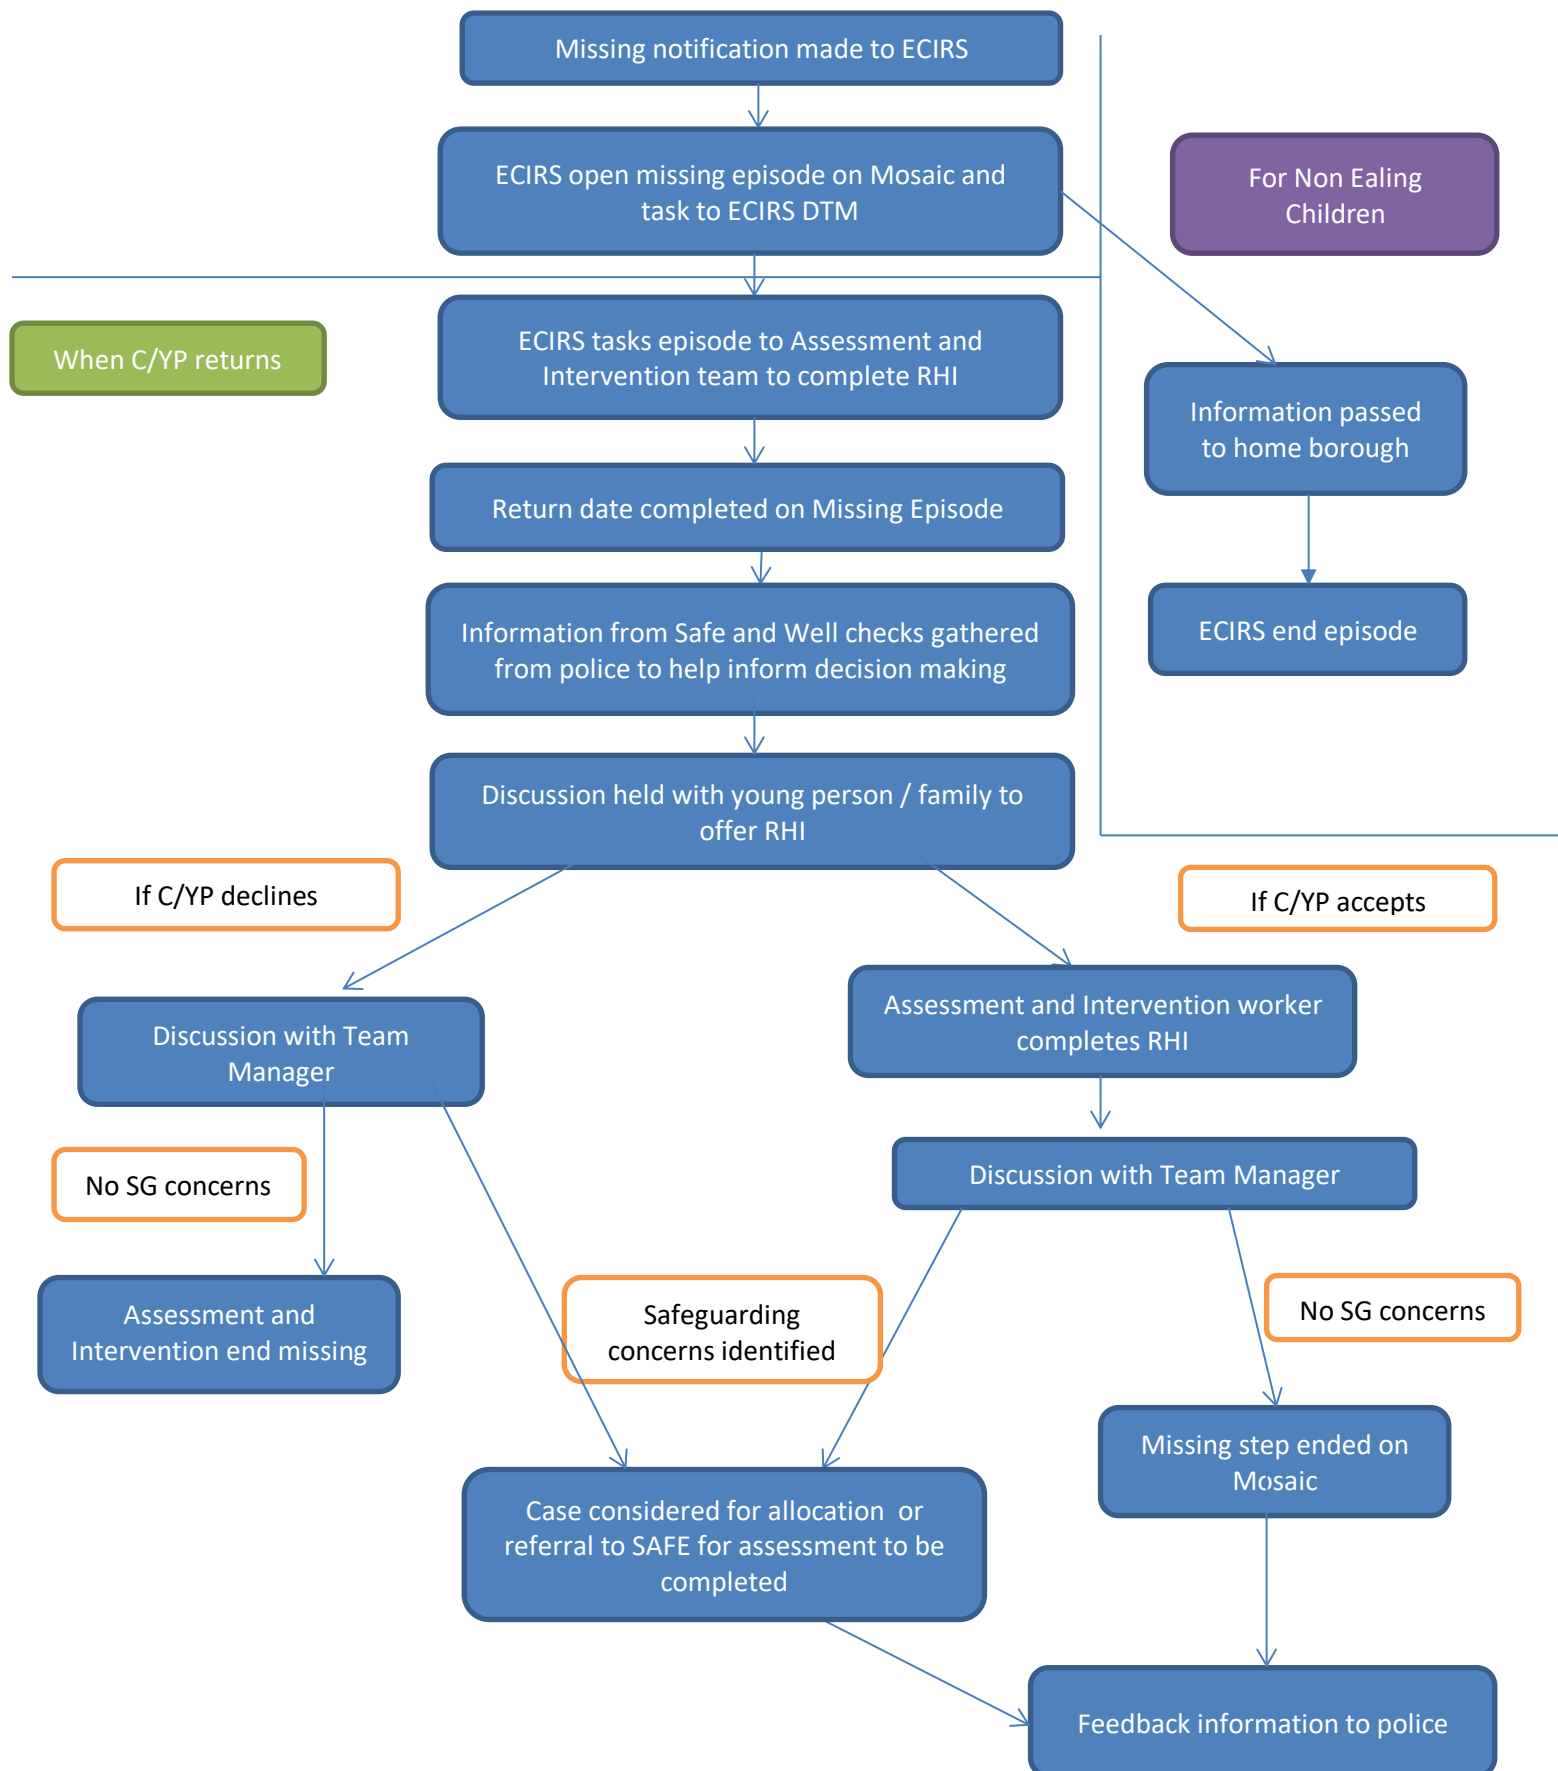 Missing notification made to ECIRS
ECIRS open missing episode on Mosaic and
task to ECIRS DTM
For Non Ealing
Children
When C/YP returns
ECIRS tasks episode to Assessment and
Intervention team to complete RHI
Information passed
to home borough
Return date completed on Missing Episode
Information from Safe and Well checks gathered
from police to help inform decision making
ECIRS end episode
Discussion held with young person / family to
offer RHI
If C/YP declines
If C/YP accepts
Discussion with Team
Manager
Assessment and Intervention worker
completes RHI
No SG concerns
Discussion with Team Manager
Assessment and
Intervention end missing
Safeguarding
concerns identified
No SG concerns
Missing step ended on
Mosaic
Case considered for allocation  or
referral to SAFE for assessment to be
completed
Feedback information to police